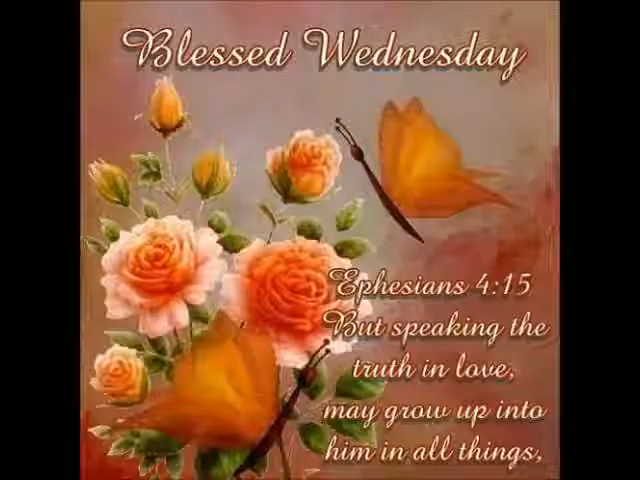 Blessed Wednesday
Ephesians 4:15
But speaking the
truth in love,
may grow up into
him in all things,